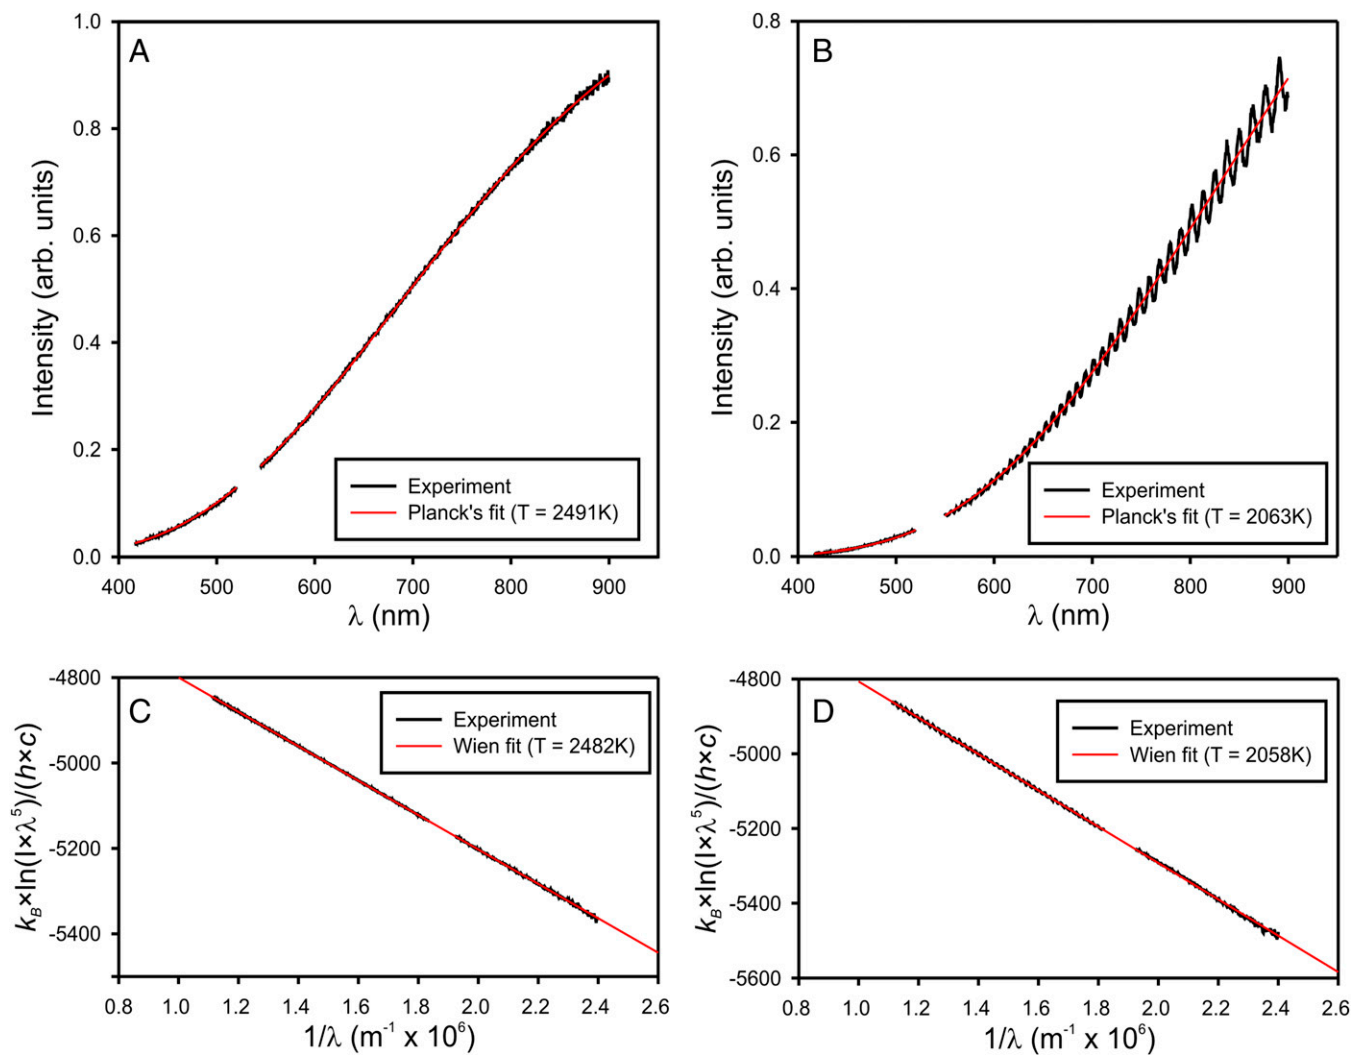 A
Intensity (arb. units)
1.0
0.8
0.6
0.4
0.2
0.0
Experiment
Planck's fit (T = 2491K)
400 500 600 700 800 900
λ (nm)
B
Intensity (arb. units)
0.8
0.6
0.4
0.2
0.0
Experiment
Planck's fit (T = 2063K)
400 500 600 700 800 900
λ (nm)
C
k_B×ln(I×λ⁵)/(h×c)
-4800
-5000
-5200
-5400
Experiment
Wien fit (T = 2482K)
0.8 1.0 1.2 1.4 1.6 1.8 2.0 2.2 2.4 2.6
1/λ (m⁻¹ x 10⁶)
D
k_B×ln(I×λ⁵)/(h×c)
-4800
-5000
-5200
-5400
-5600
Experiment
Wien fit (T = 2058K)
0.8 1.0 1.2 1.4 1.6 1.8 2.0 2.2 2.4 2.6
1/λ (m⁻¹ x 10⁶)